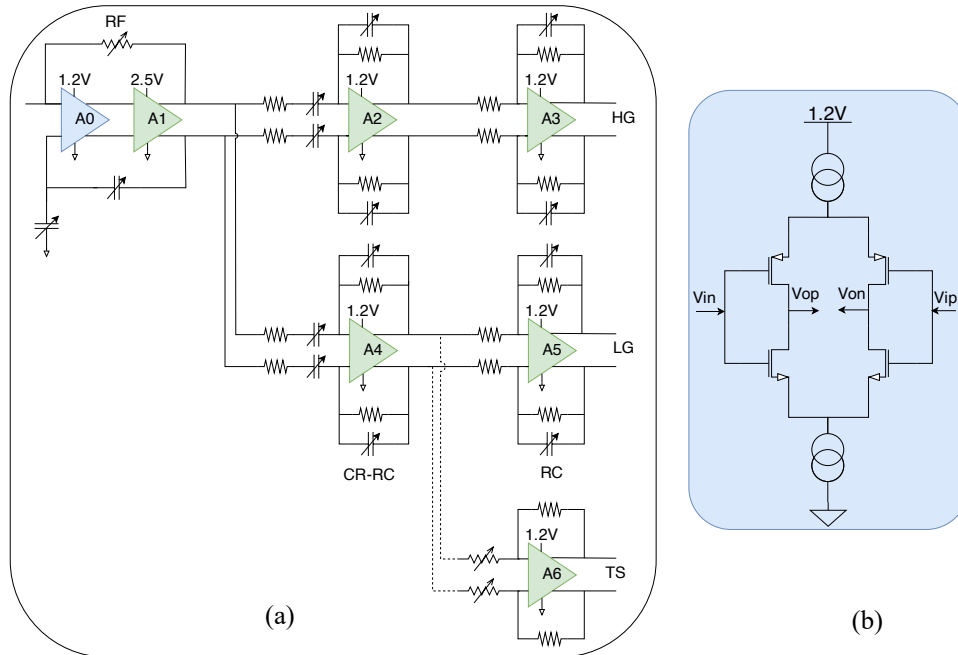 RF
1.2V
2.5V
1.2V
1.2V
A0
A1
A2
A3
HG
1.2V
1.2V
A4
A5
LG
CR-RC
RC
1.2V
A6
TS
(a)
1.2V
Vin
Vop
Von
Vip
(b)